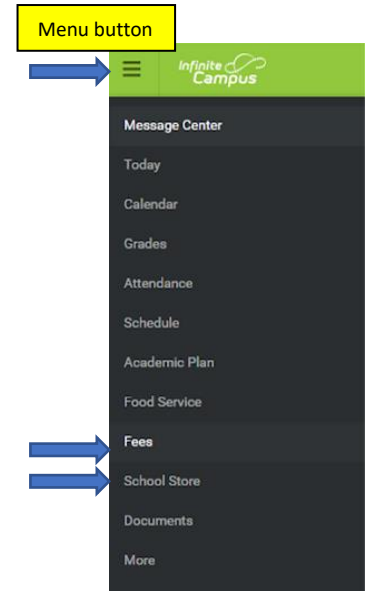 Menu button
Infinite
Campus
Message Center
Today
Calendar
Grades
Attendance
Schedule
Academic Plan
Food Service
Fees
School Store
Documents
More